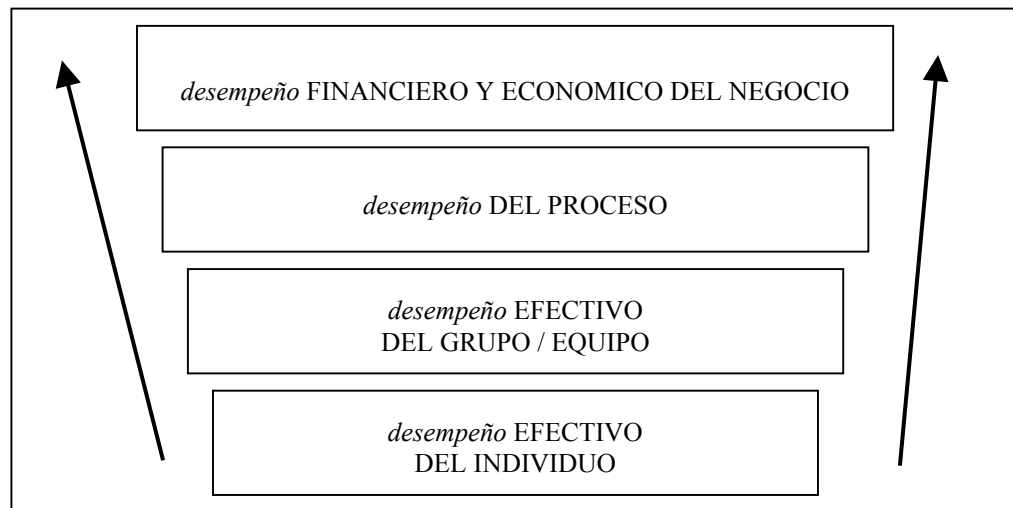 desempeño FINANCIERO Y ECONOMICO DEL NEGOCIO
desempeño DEL PROCESO
desempeño EFECTIVO
DEL GRUPO / EQUIPO
desempeño EFECTIVO
DEL INDIVIDUO